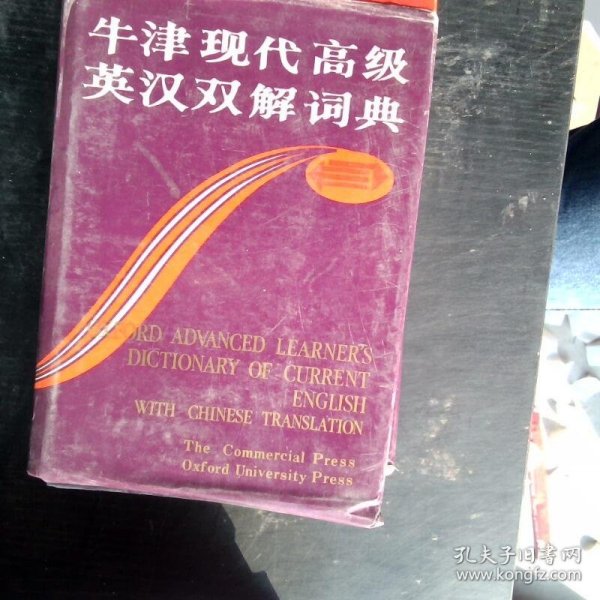 牛津现代高级
英汉双解词典
ADVANCED LEARNER'S
DICTIONARY OF CURRENT
ENGLISH
WITH CHINESE TRANSLATION
The Commercial Press
Oxford University Press
孔夫子旧书网
www.kongfz.com